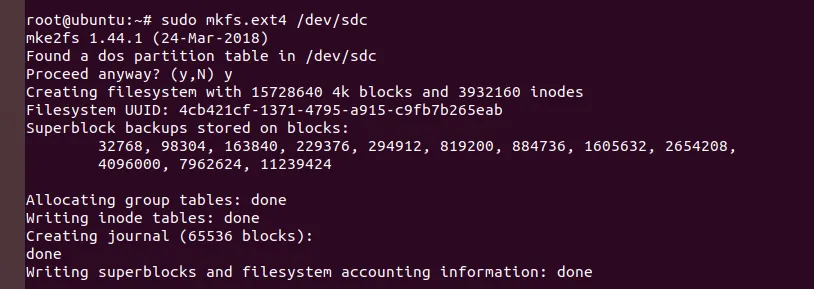 root@ubuntu:~# sudo mkfs.ext4 /dev/sdc
mke2fs 1.44.1 (24-Mar-2018)
Found a dos partition table in /dev/sdc
Proceed anyway? (y,N) y
Creating filesystem with 15728640 4k blocks and 3932160 inodes
Filesystem UUID: 4cb421cf-1371-4795-a915-c9fb7b265eab
Superblock backups stored on blocks:
        32768, 98304, 163840, 229376, 294912, 819200, 884736, 1605632, 2654208,
        4096000, 7962624, 11239424

Allocating group tables: done
Writing inode tables: done
Creating journal (65536 blocks):
done
Writing superblocks and filesystem accounting information: done